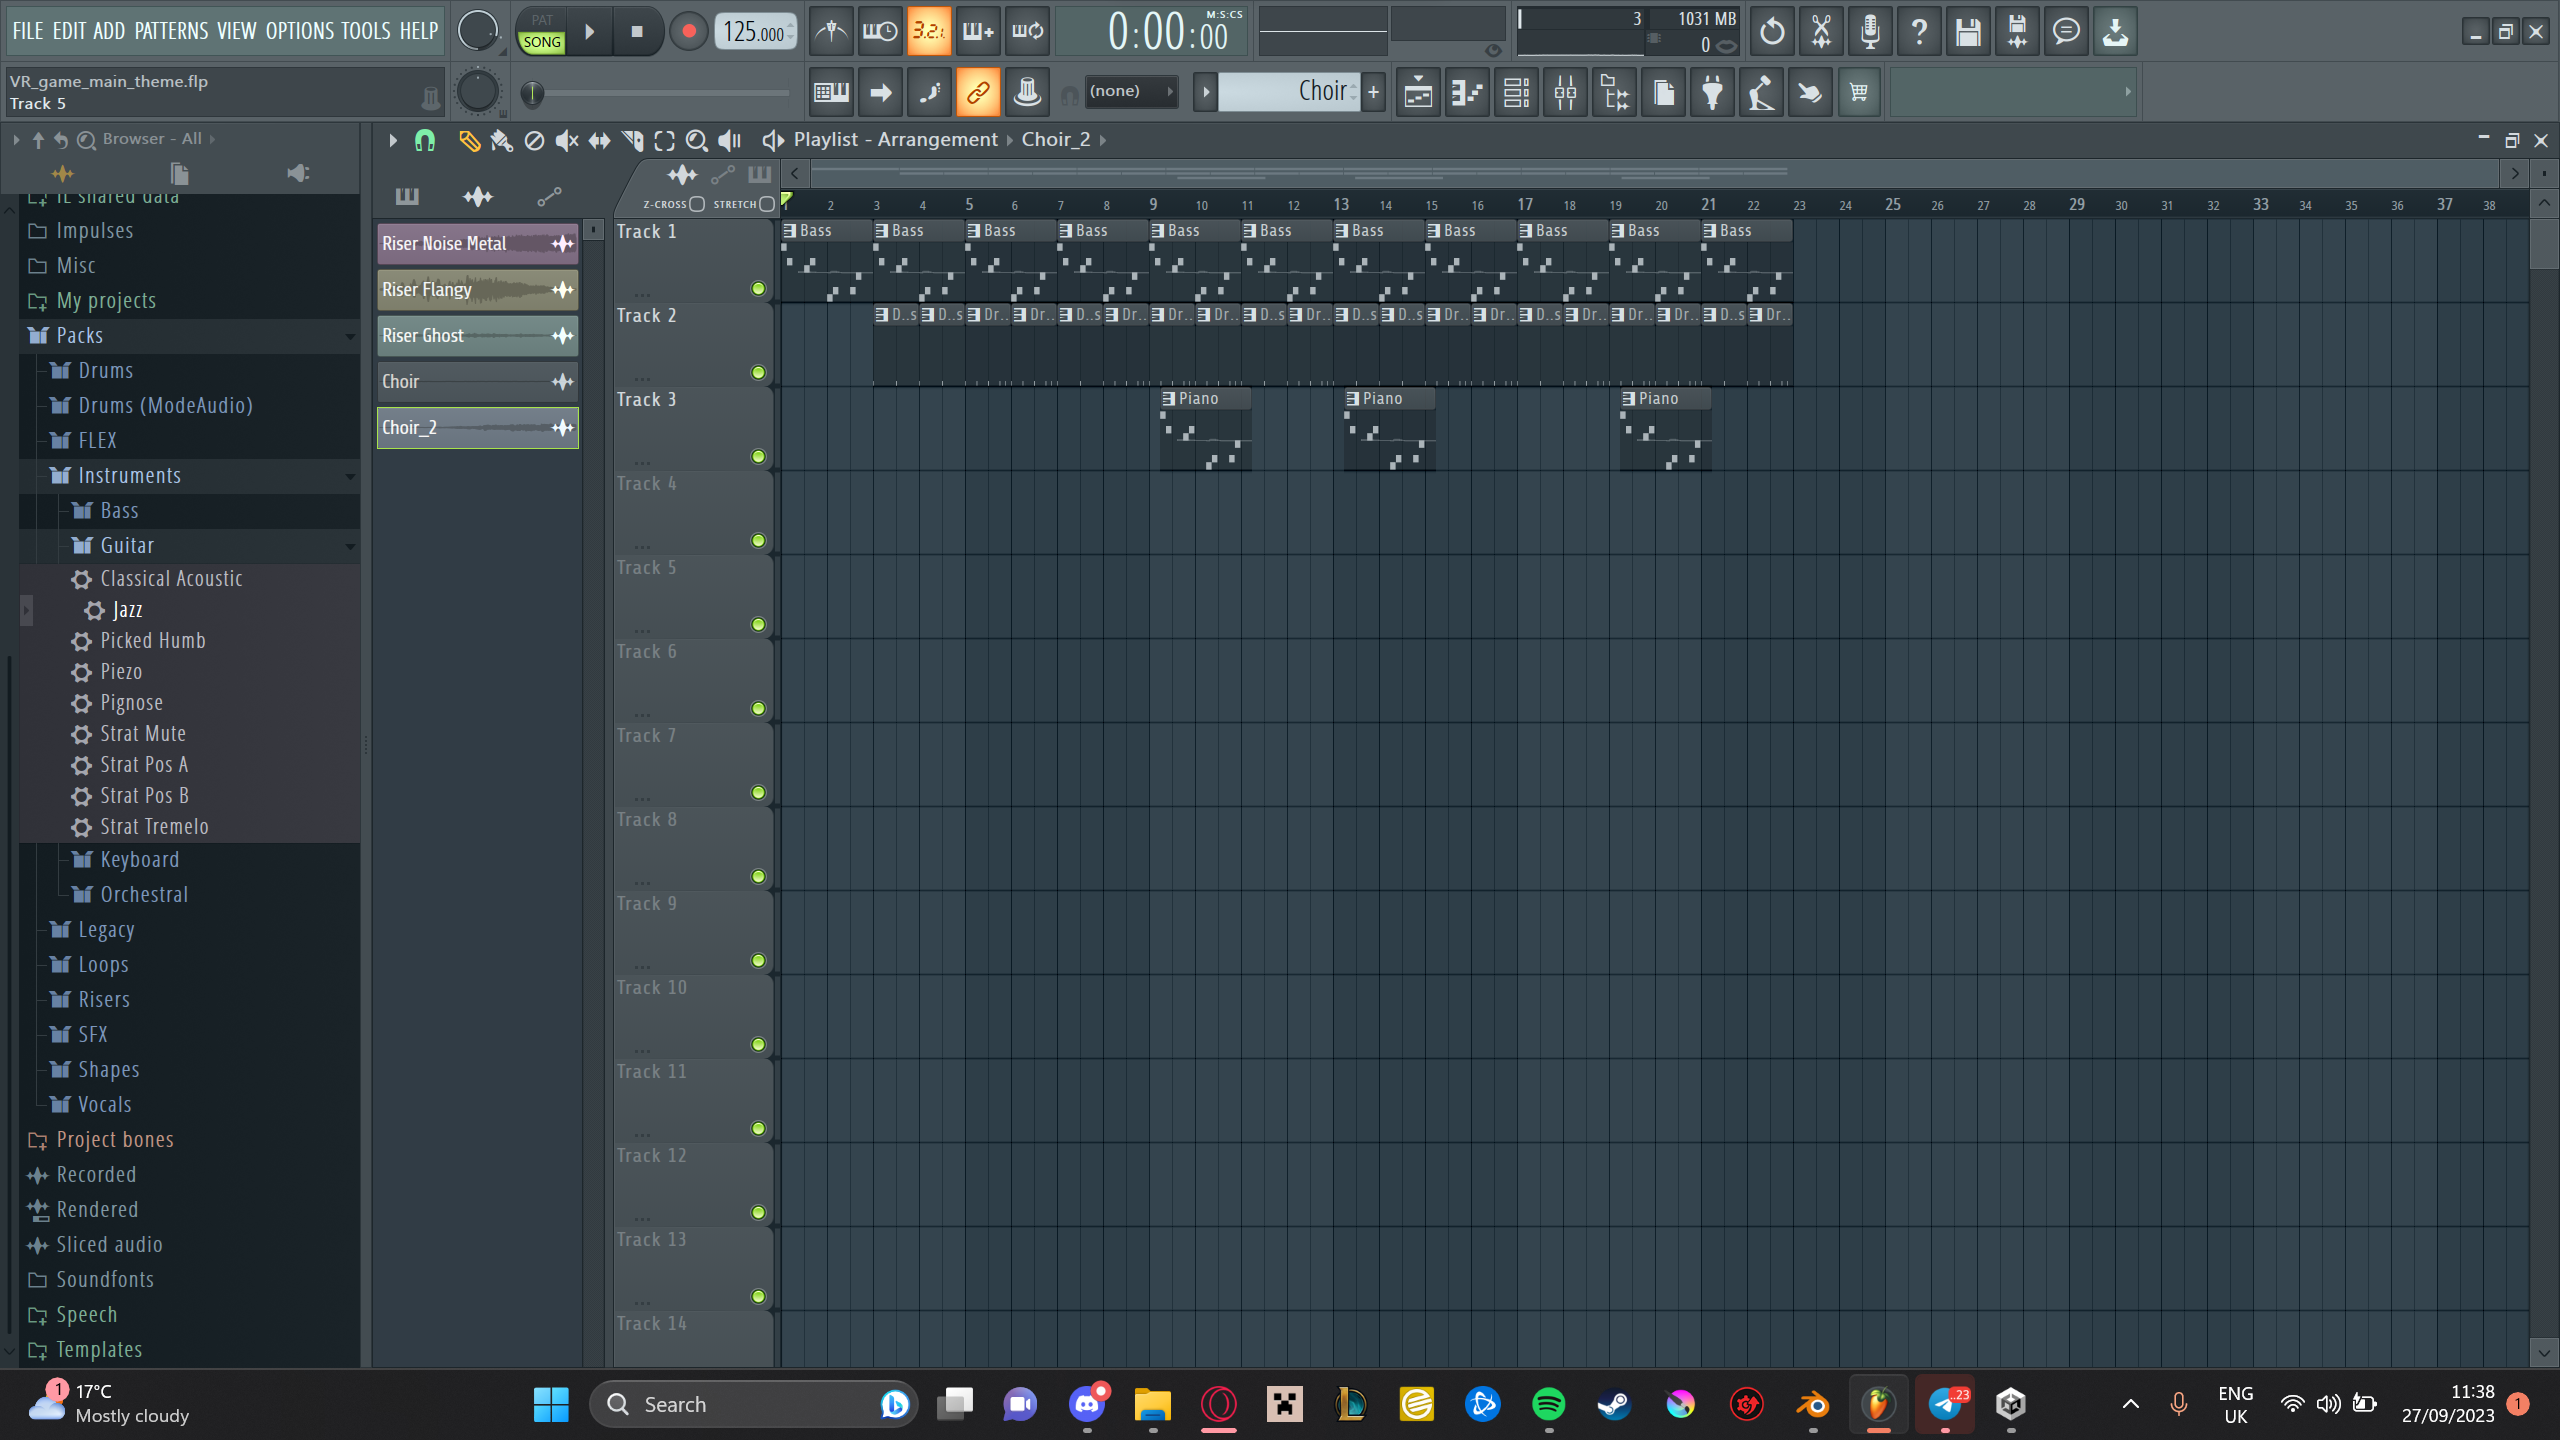 FILE EDIT ADD PATTERNS VIEW OPTIONS TOOLS HELP
PAT
SONG
125.000
3.2.
0:00:00
M:S:CS
3
1031 MB
0
VR_game_main_theme.flp
Track 5
(none)
Choir
Browser - All
Playlist - Arrangement
Choir_2
Z-CROSS
STRETCH
2 3 4 5 6 7 8 9 10 11 12 13 14 15 16 17 18 19 20 21 22 23 24 25 26 27 28 29 30 31 32 33 34 35 36 37 38
IL shared data
Impulses
Misc
My projects
Packs
Drums
Drums (ModeAudio)
FLEX
Instruments
Bass
Guitar
Classical Acoustic
Jazz
Picked Humb
Piezo
Pignose
Strat Mute
Strat Pos A
Strat Pos B
Strat Tremelo
Keyboard
Orchestral
Legacy
Loops
Risers
SFX
Shapes
Vocals
Project bones
Recorded
Rendered
Sliced audio
Soundfonts
Speech
Templates
Riser Noise Metal
Riser Flangy
Riser Ghost
Choir
Choir_2
Track 1
Bass Bass Bass Bass Bass Bass Bass Bass Bass Bass Bass
Track 2
D..s D..s Dr.. Dr.. D..s Dr.. Dr.. Dr.. D..s Dr.. D..s D..s Dr.. Dr.. D..s Dr.. Dr.. Dr.. D..s Dr..
Track 3
Piano Piano Piano
Track 4
Track 5
Track 6
Track 7
Track 8
Track 9
Track 10
Track 11
Track 12
Track 13
Track 14
1
17°C
Mostly cloudy
Search
..23
ENG
UK
11:38
27/09/2023
1